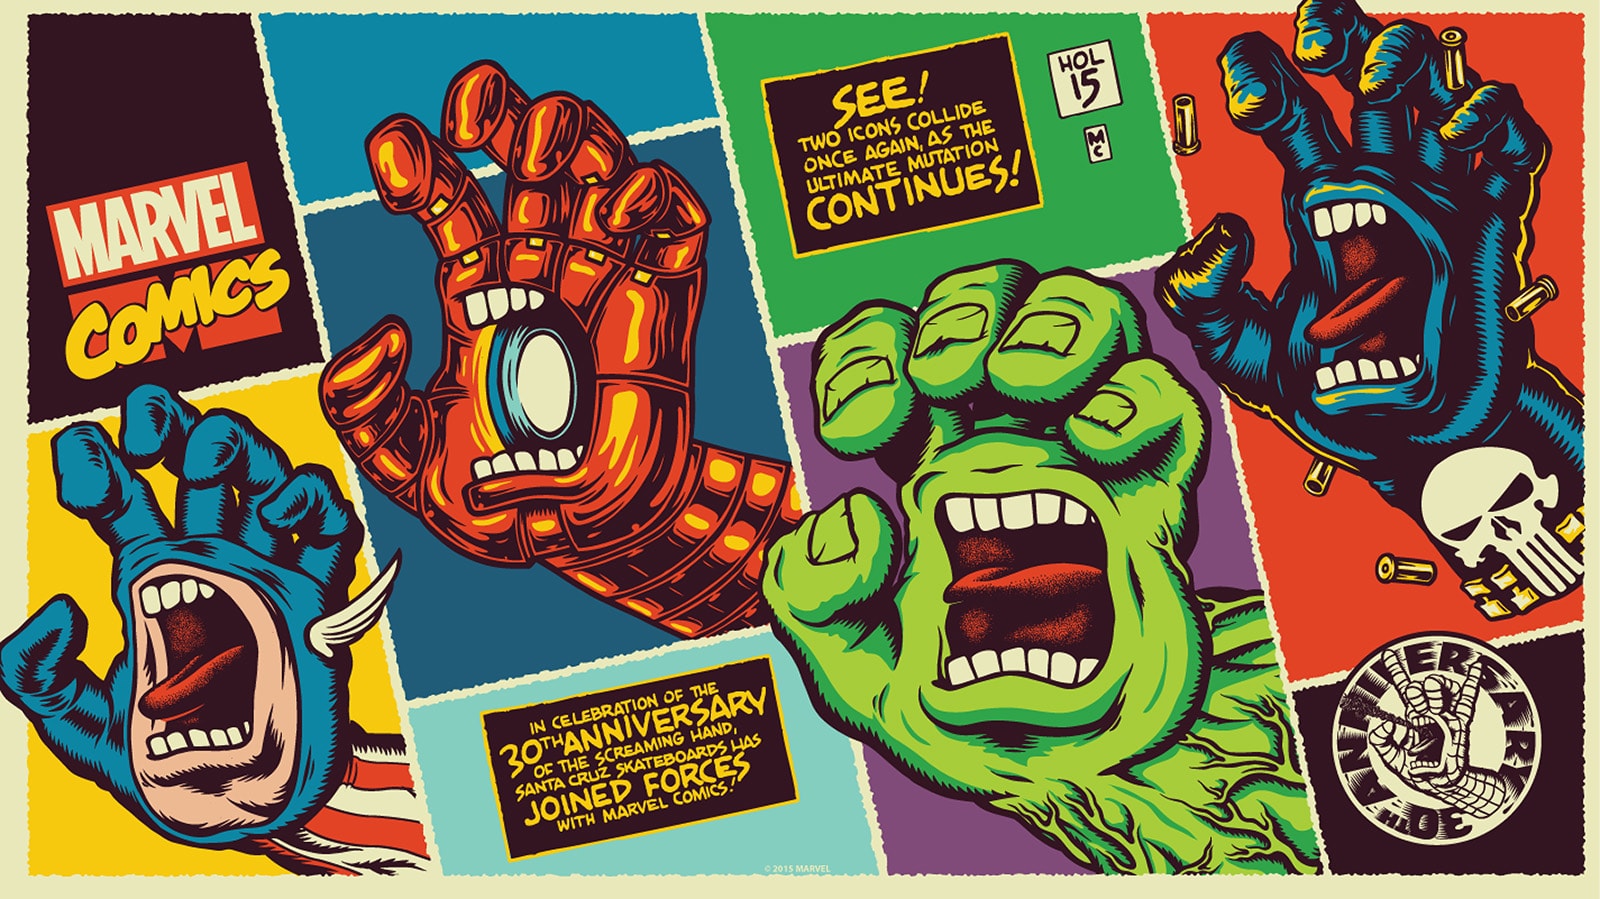 MARVEL
COMICS
SEE!
TWO ICONS COLLIDE
ONCE AGAIN, AS THE
ULTIMATE MUTATION
CONTINUES!
HOL
15
MC
IN CELEBRATION OF THE
30TH ANNIVERSARY
OF THE SCREAMING HAND,
SANTA CRUZ SKATEBOARDS HAS
JOINED FORCES
WITH MARVEL COMICS!
30TH ANNIVERSARY
HAND
© 2015 MARVEL